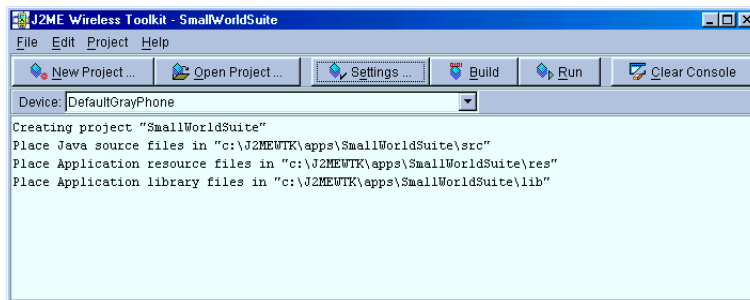 J2ME Wireless Toolkit - SmallWorldSuite
File Edit Project Help
New Project ... Open Project ... Settings ... Build Run Clear Console
Device: DefaultGrayPhone
Creating project "SmallWorldSuite"
Place Java source files in "c:\J2MEWTK\apps\SmallWorldSuite\src"
Place Application resource files in "c:\J2MEWTK\apps\SmallWorldSuite\res"
Place Application library files in "c:\J2MEWTK\apps\SmallWorldSuite\lib"